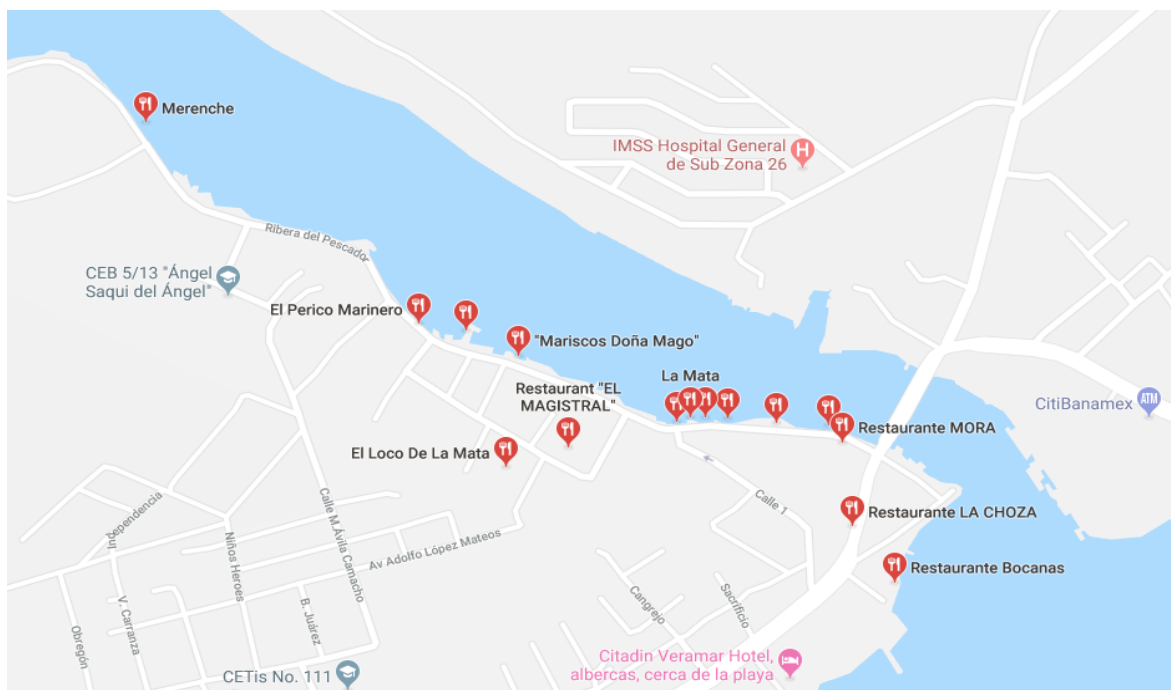 Merenche
IMSS Hospital General
de Sub Zona 26
Ribera del Pescador
CEB 5/13 "Ángel
Saqui del Ángel"
El Perico Marinero
"Mariscos Doña Mago"
Restaurant "EL
MAGISTRAL"
La Mata
CitiBanamex
ATM
Restaurante MORA
El Loco De La Mata
Calle 1
Restaurante LA CHOZA
Independencia
Niños Heroes
Calle M.Ávila Camacho
Av Adolfo López Mateos
Restaurante Bocanas
Obregón
V. Carranza
B. Juárez
Cangrejo
Sacrificio
CETis No. 111
Citadin Veramar Hotel,
albercas, cerca de la playa
H